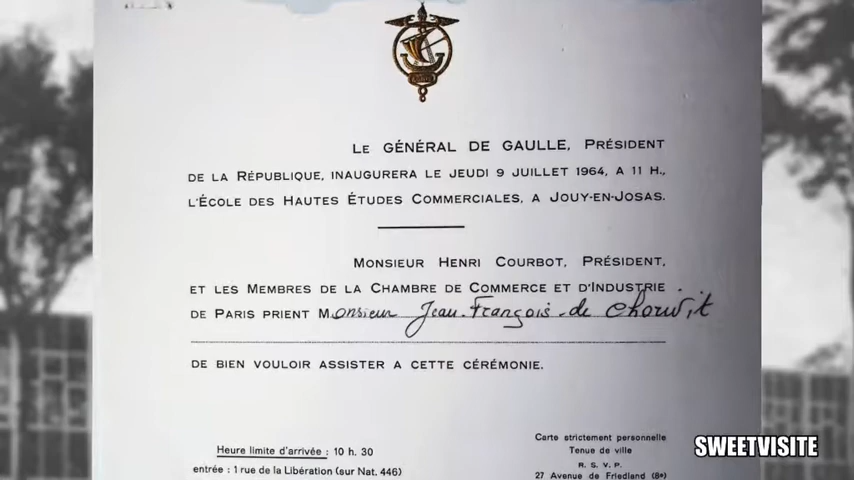 LE GÉNÉRAL DE GAULLE, PRÉSIDENT
DE LA RÉPUBLIQUE, INAUGURERA LE JEUDI 9 JUILLET 1964, A 11 H.,
L'ÉCOLE DES HAUTES ÉTUDES COMMERCIALES, A JOUY-EN-JOSAS.
MONSIEUR HENRI COURBOT, PRÉSIDENT,
ET LES MEMBRES DE LA CHAMBRE DE COMMERCE ET D'INDUSTRIE
DE PARIS PRIENT Monsieur Jean-François de
DE BIEN VOULOIR ASSISTER A CETTE CÉRÉMONIE.
Heure limite d'arrivée : 10 h. 30
entrée : 1 rue de la Libération (sur Nat. 446)
Carte strictement personnelle
Tenue de ville
R. S. V. P.
27 Avenue de Friedland (8e)
SWEETVISITE